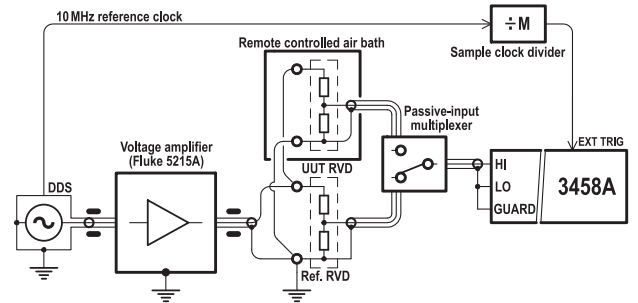 10 MHz reference clock
÷M
Sample clock divider
Remote controlled air bath
Passive-input
multiplexer
Voltage amplifier
(Fluke 5215A)
EXT TRIG
UUT RVD
HI
LO
GUARD
3458A
DDS
Ref. RVD